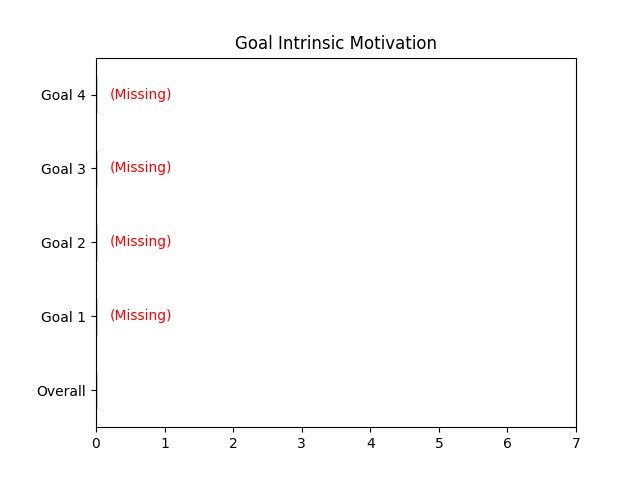 Goal Intrinsic Motivation
Goal 4 (Missing)
Goal 3 (Missing)
Goal 2 (Missing)
Goal 1 (Missing)
Overall
0 1 2 3 4 5 6 7